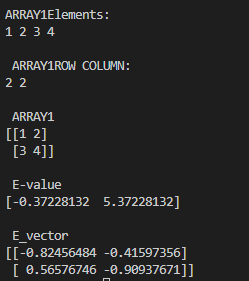 ARRAY1Elements:
1 2 3 4
ARRAY1ROW COLUMN:
2 2
ARRAY1
[[1 2]
[3 4]]
E-value
[-0.37228132 5.37228132]
E_vector
[[-0.82456484 -0.41597356]
[ 0.56576746 -0.90937671]]